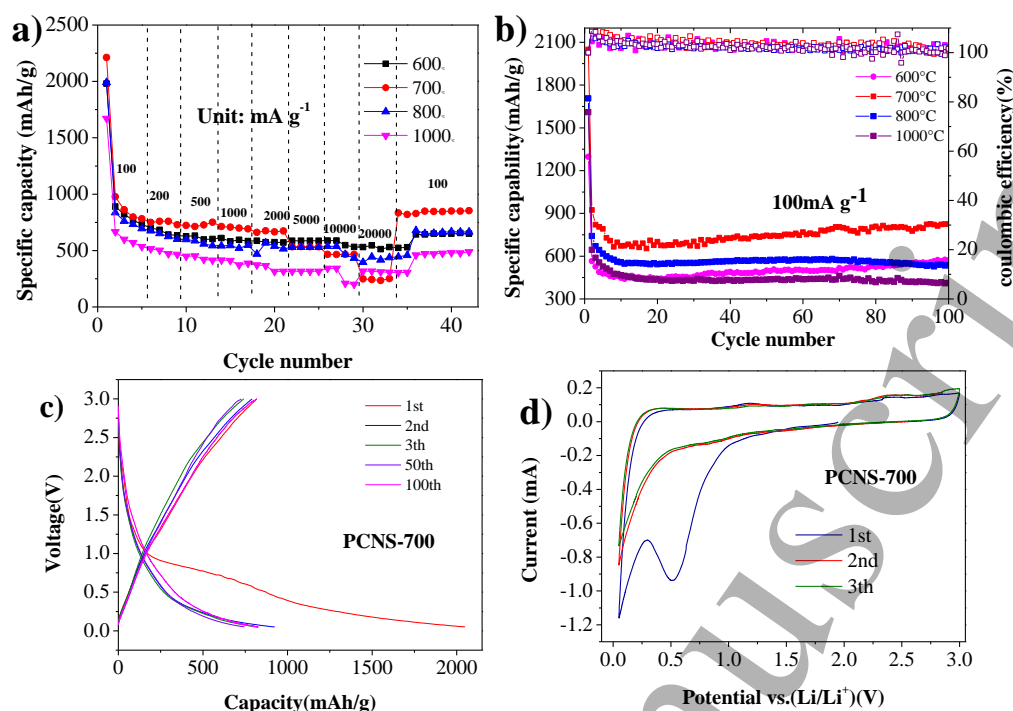 a)
2500
2000
1500
1000
500
0
Specific capacity (mAh/g)
0 10 20 30 40
Cycle number
Unit: mA g⁻¹
600
700
800
1000
100
200
500
1000
2000
5000
10000
20000
100
b)
2100
1800
1500
1200
900
600
300
Specific capability(mAh/g)
0 20 40 60 80 100
Cycle number
600°C
700°C
800°C
1000°C
100mA g⁻¹
100
80
60
40
20
0
coulombic efficiency(%)
c)
3.0
2.5
2.0
1.5
1.0
0.5
0.0
Voltage(V)
0 500 1000 1500 2000
Capacity(mAh/g)
1st
2nd
3th
50th
100th
PCNS-700
d)
0.2
0.0
-0.2
-0.4
-0.6
-0.8
-1.0
-1.2
Current (mA)
0.0 0.5 1.0 1.5 2.0 2.5 3.0
Potential vs.(Li/Li⁺)(V)
PCNS-700
1st
2nd
3th
uscri